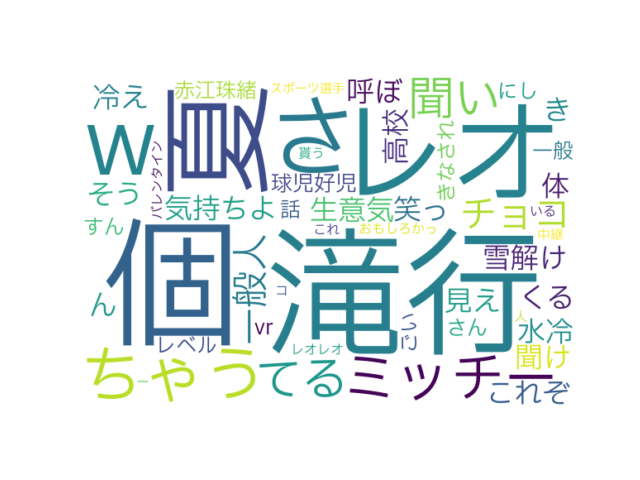 冷え
赤江珠緒
スポーツ選手
呼ぼ
聞い
にし
W
夏
さ
レオ
き
バレンタイン
貰う
高校
きなされ
一般
そう
球児好児
体
すん
気持ちよ
話
生意気
笑っ
チョコ
いる
これ
おもしろかっ
中継
個
滝行
一般人
雪解け
ん
コ
見え
くる
レベル
vr
レオレオ
ごい
さん
人
水冷
聞け
ちゃう
てる
ミッチー
これぞ